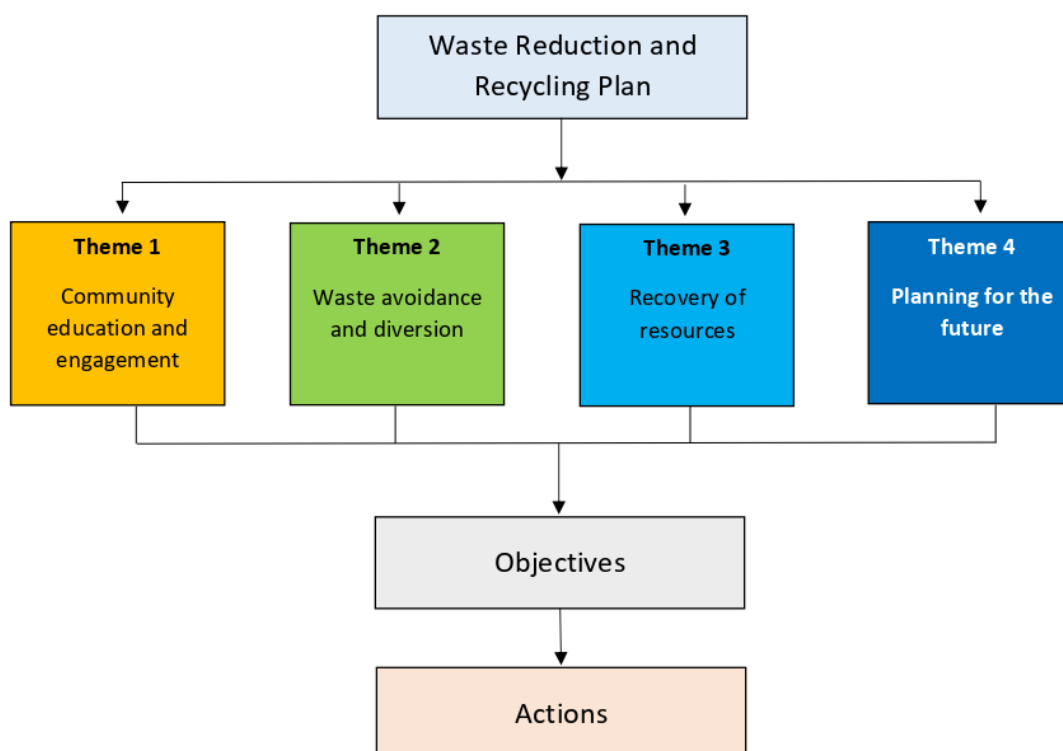 Waste Reduction and
Recycling Plan
Theme 1
Community
education and
engagement
Theme 2
Waste avoidance
and diversion
Theme 3
Recovery of
resources
Theme 4
Planning for the
future
Objectives
Actions